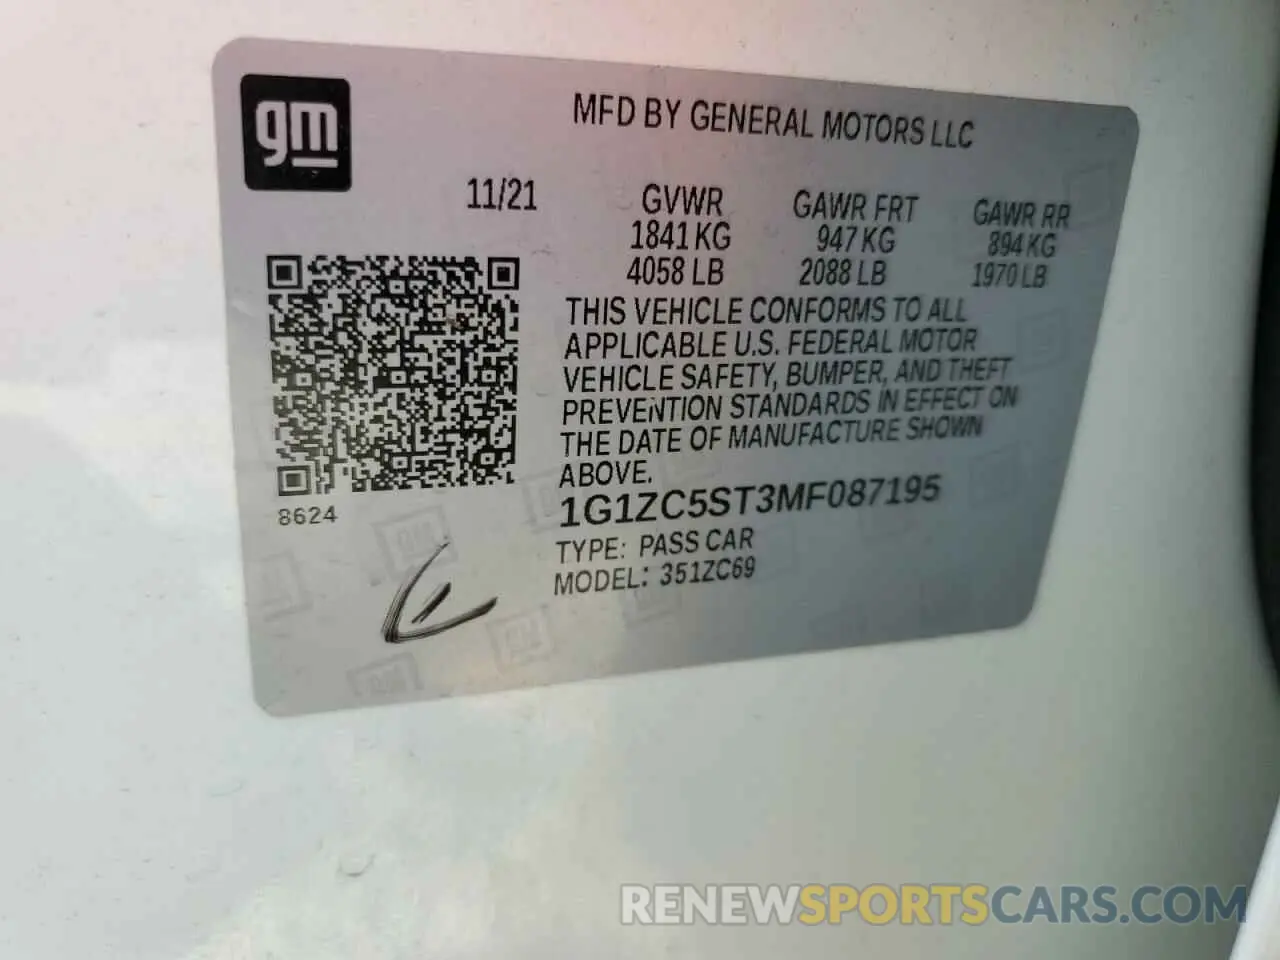 gm
MFD BY GENERAL MOTORS LLC
11/21 GVWR GAWR FRT GAWR RR
1841 KG 947 KG 894 KG
4058 LB 2088 LB 1970 LB
THIS VEHICLE CONFORMS TO ALL
APPLICABLE U.S. FEDERAL MOTOR
VEHICLE SAFETY, BUMPER, AND THEFT
PREVENTION STANDARDS IN EFFECT ON
THE DATE OF MANUFACTURE SHOWN
ABOVE.
1G1ZC5ST3MF087195
8624
TYPE: PASS CAR
MODEL: 351ZC69
RENEWSPORTSCARS.COM